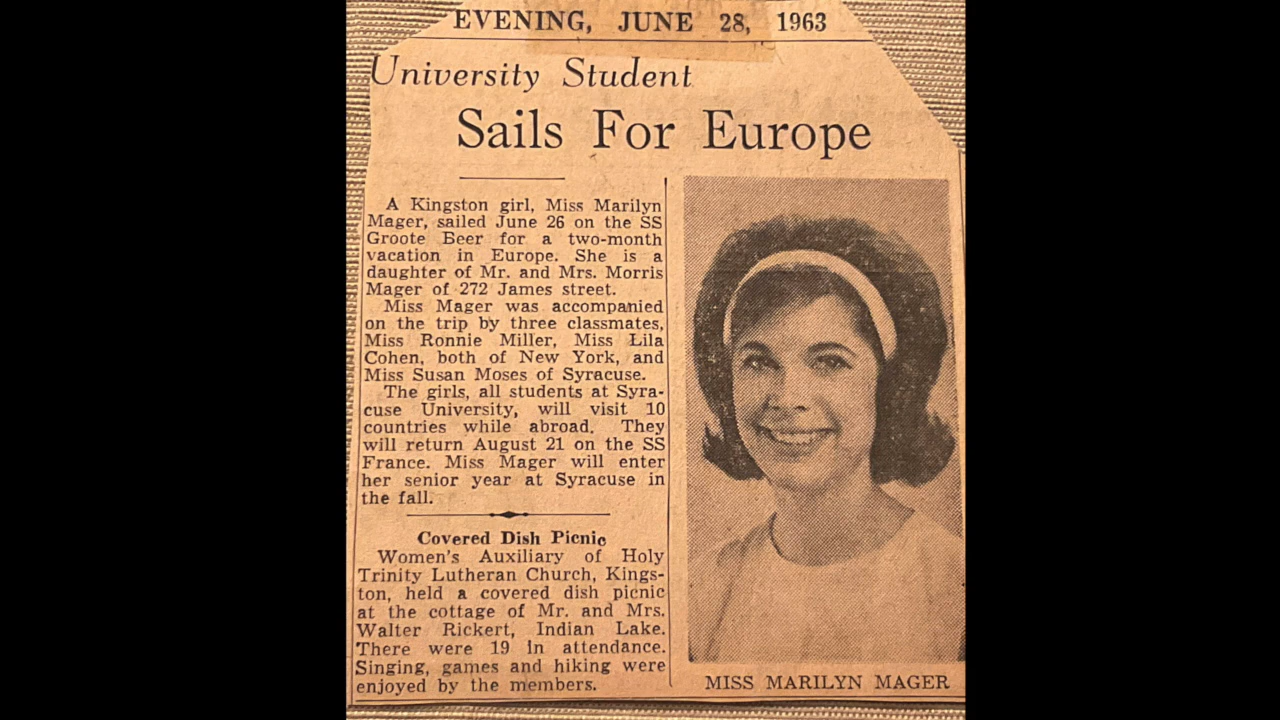 EVENING, JUNE 28, 1963
University Student
Sails For Europe
A Kingston girl, Miss Marilyn
Mager, sailed June 26 on the SS
Groote Beer for a two-month
vacation in Europe. She is a
daughter of Mr. and Mrs. Morris
Mager of 272 James street.
Miss Mager was accompanied
on the trip by three classmates,
Miss Ronnie Miller, Miss Lila
Cohen, both of New York, and
Miss Susan Moses of Syracuse.
The girls, all students at Syra-
cuse University, will visit 10
countries while abroad. They
will return August 21 on the SS
France. Miss Mager will enter
her senior year at Syracuse in
the fall.
Covered Dish Picnic
Women's Auxiliary of Holy
Trinity Lutheran Church, Kings-
ton, held a covered dish picnic
at the cottage of Mr. and Mrs.
Walter Rickert, Indian Lake.
There were 19 in attendance.
Singing, games and hiking were
enjoyed by the members.
MISS MARILYN MAGER